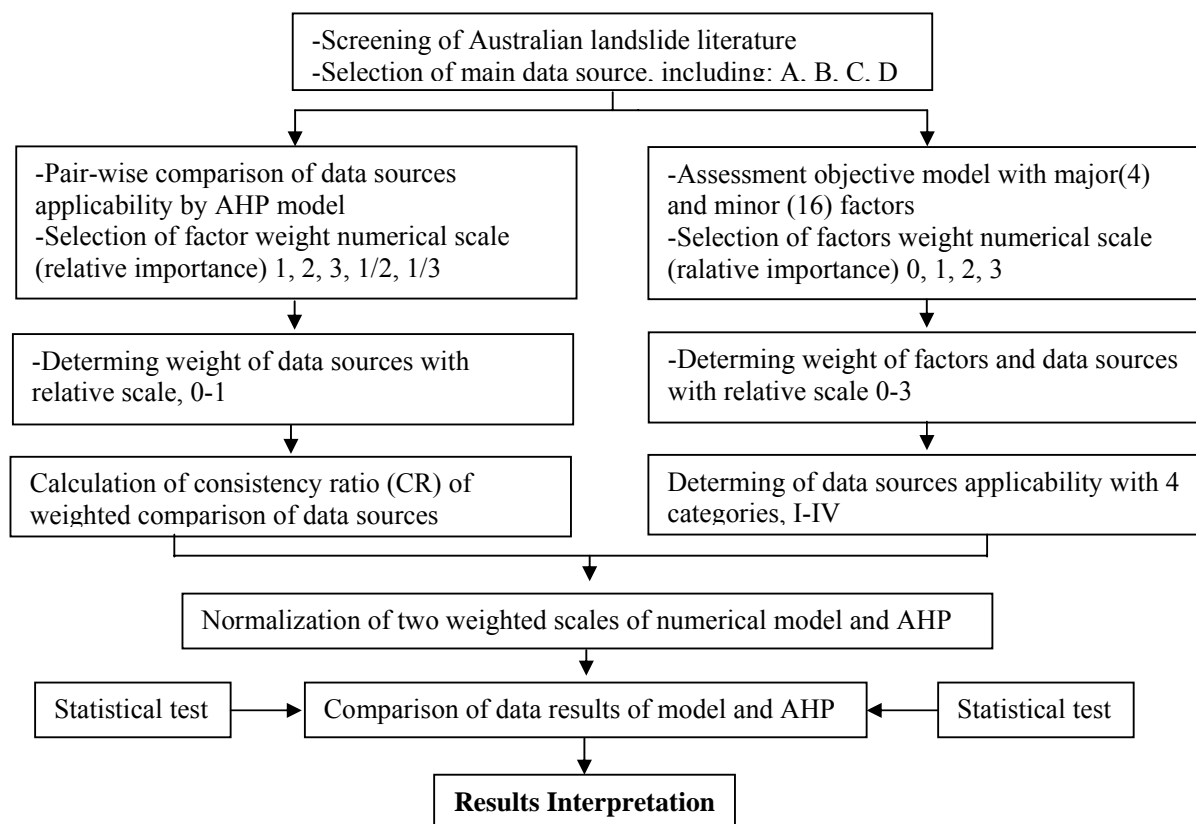 -Screening of Australian landslide literature
-Selection of main data source, including: A, B, C, D
-Pair-wise comparison of data sources
applicability by AHP model
-Selection of factor weight numerical scale
(relative importance) 1, 2, 3, 1/2, 1/3
-Assessment objective model with major(4)
and minor (16) factors
-Selection of factors weight numerical scale
(ralative importance) 0, 1, 2, 3
-Determing weight of data sources with
relative scale, 0-1
-Determing weight of factors and data sources
with relative scale 0-3
Calculation of consistency ratio (CR) of
weighted comparison of data sources
Determing of data sources applicability with 4
categories, I-IV
Normalization of two weighted scales of numerical model and AHP
Statistical test
Comparison of data results of model and AHP
Statistical test
Results Interpretation